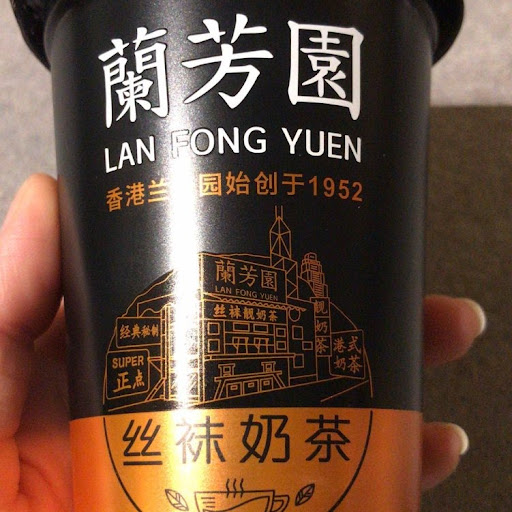 蘭芳園
LAN FONG YUEN
香港兰 园始创于1952
蘭芳園
LAN FONG YUEN
丝袜靓奶茶
经典秘制
SUPER
正点
靓奶茶
港式
奶茶
丝袜奶茶